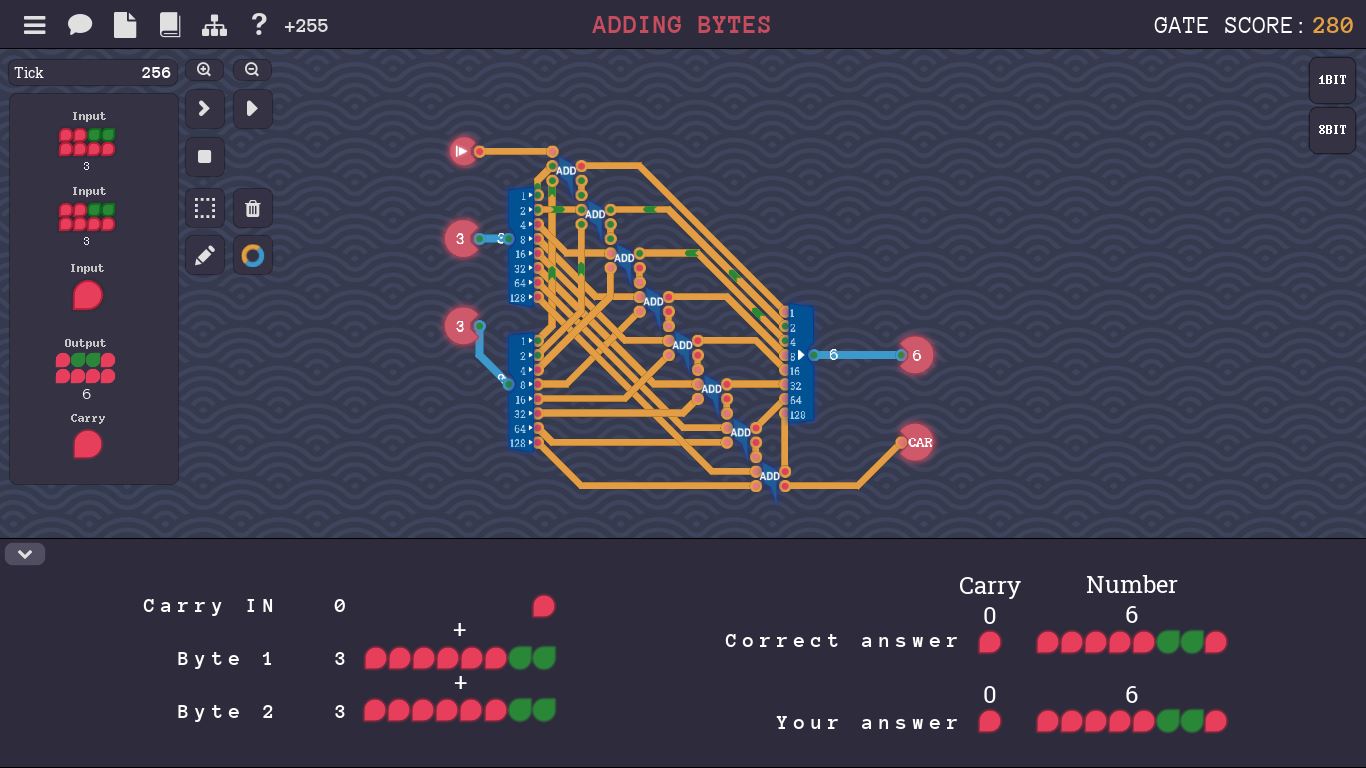 ? +255
ADDING BYTES
GATE SCORE: 280
Tick 256
1BIT
8BIT
Input
3
Input
3
Input
Output
6
Carry
3
3
1
2
4
8
16
32
64
128
3
1
2
4
8
16
32
64
128
ADD
ADD
ADD
ADD
ADD
ADD
ADD
ADD
1
2
4
8
16
32
64
128
6
6
CAR
Carry IN 0
+
Byte 1 3
+
Byte 2 3
Carry Number
0 6
Correct answer
0 6
Your answer